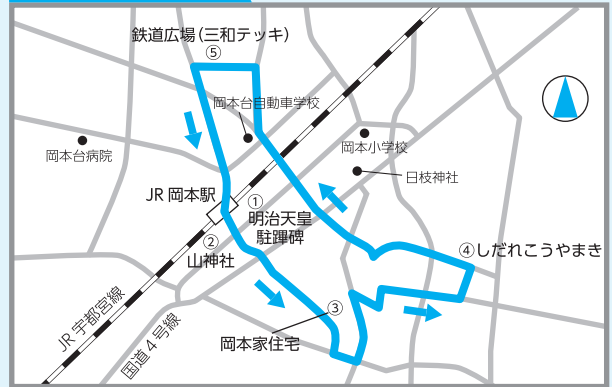 鉄道広場（三和テッキ）
⑤
岡本台自動車学校
岡本台病院
岡本小学校
日枝神社
JR 岡本駅
①
明治天皇
駐蹕碑
②
山神社
④しだれこうやまき
③
岡本家住宅
JR 宇都宮線
国道４号線